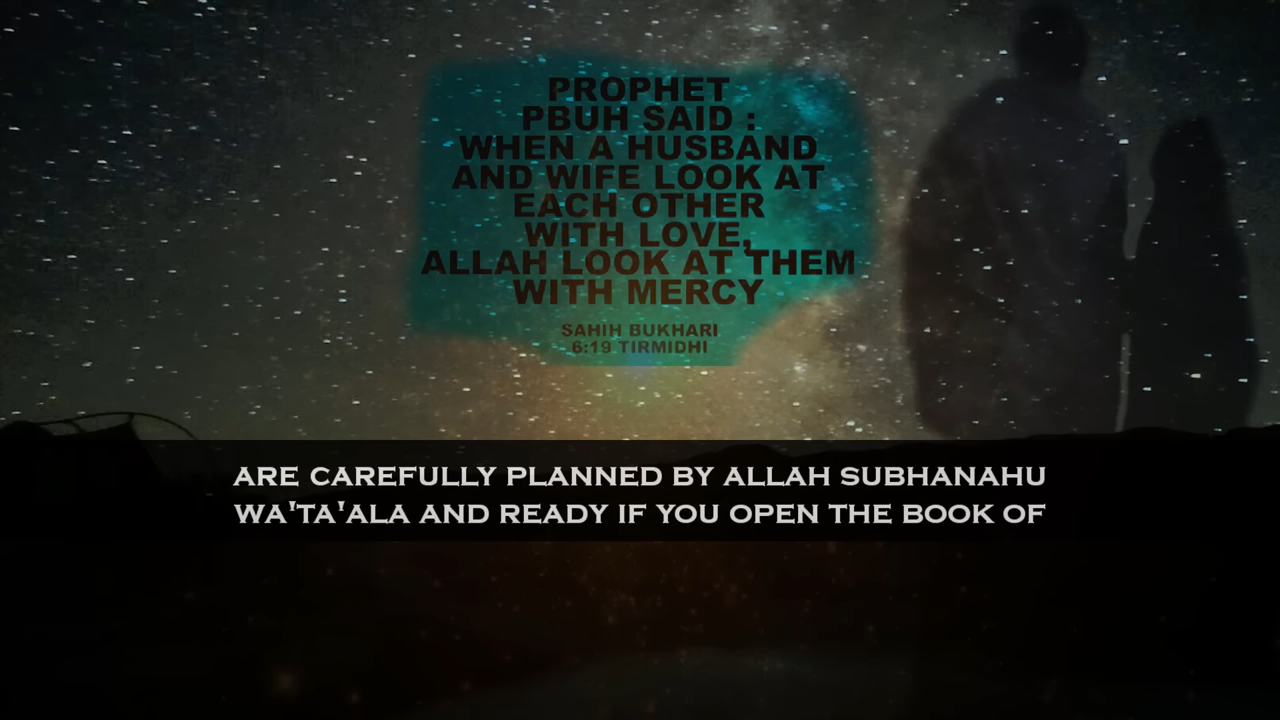 PROPHET
PBUH SAID :
WHEN A HUSBAND
AND WIFE LOOK AT
EACH OTHER
WITH LOVE,
ALLAH LOOK AT THEM
WITH MERCY
SAHIH BUKHARI
6:19 TIRMIDHI
ARE CAREFULLY PLANNED BY ALLAH SUBHANAHU
WA'TA'ALA AND READY IF YOU OPEN THE BOOK OF